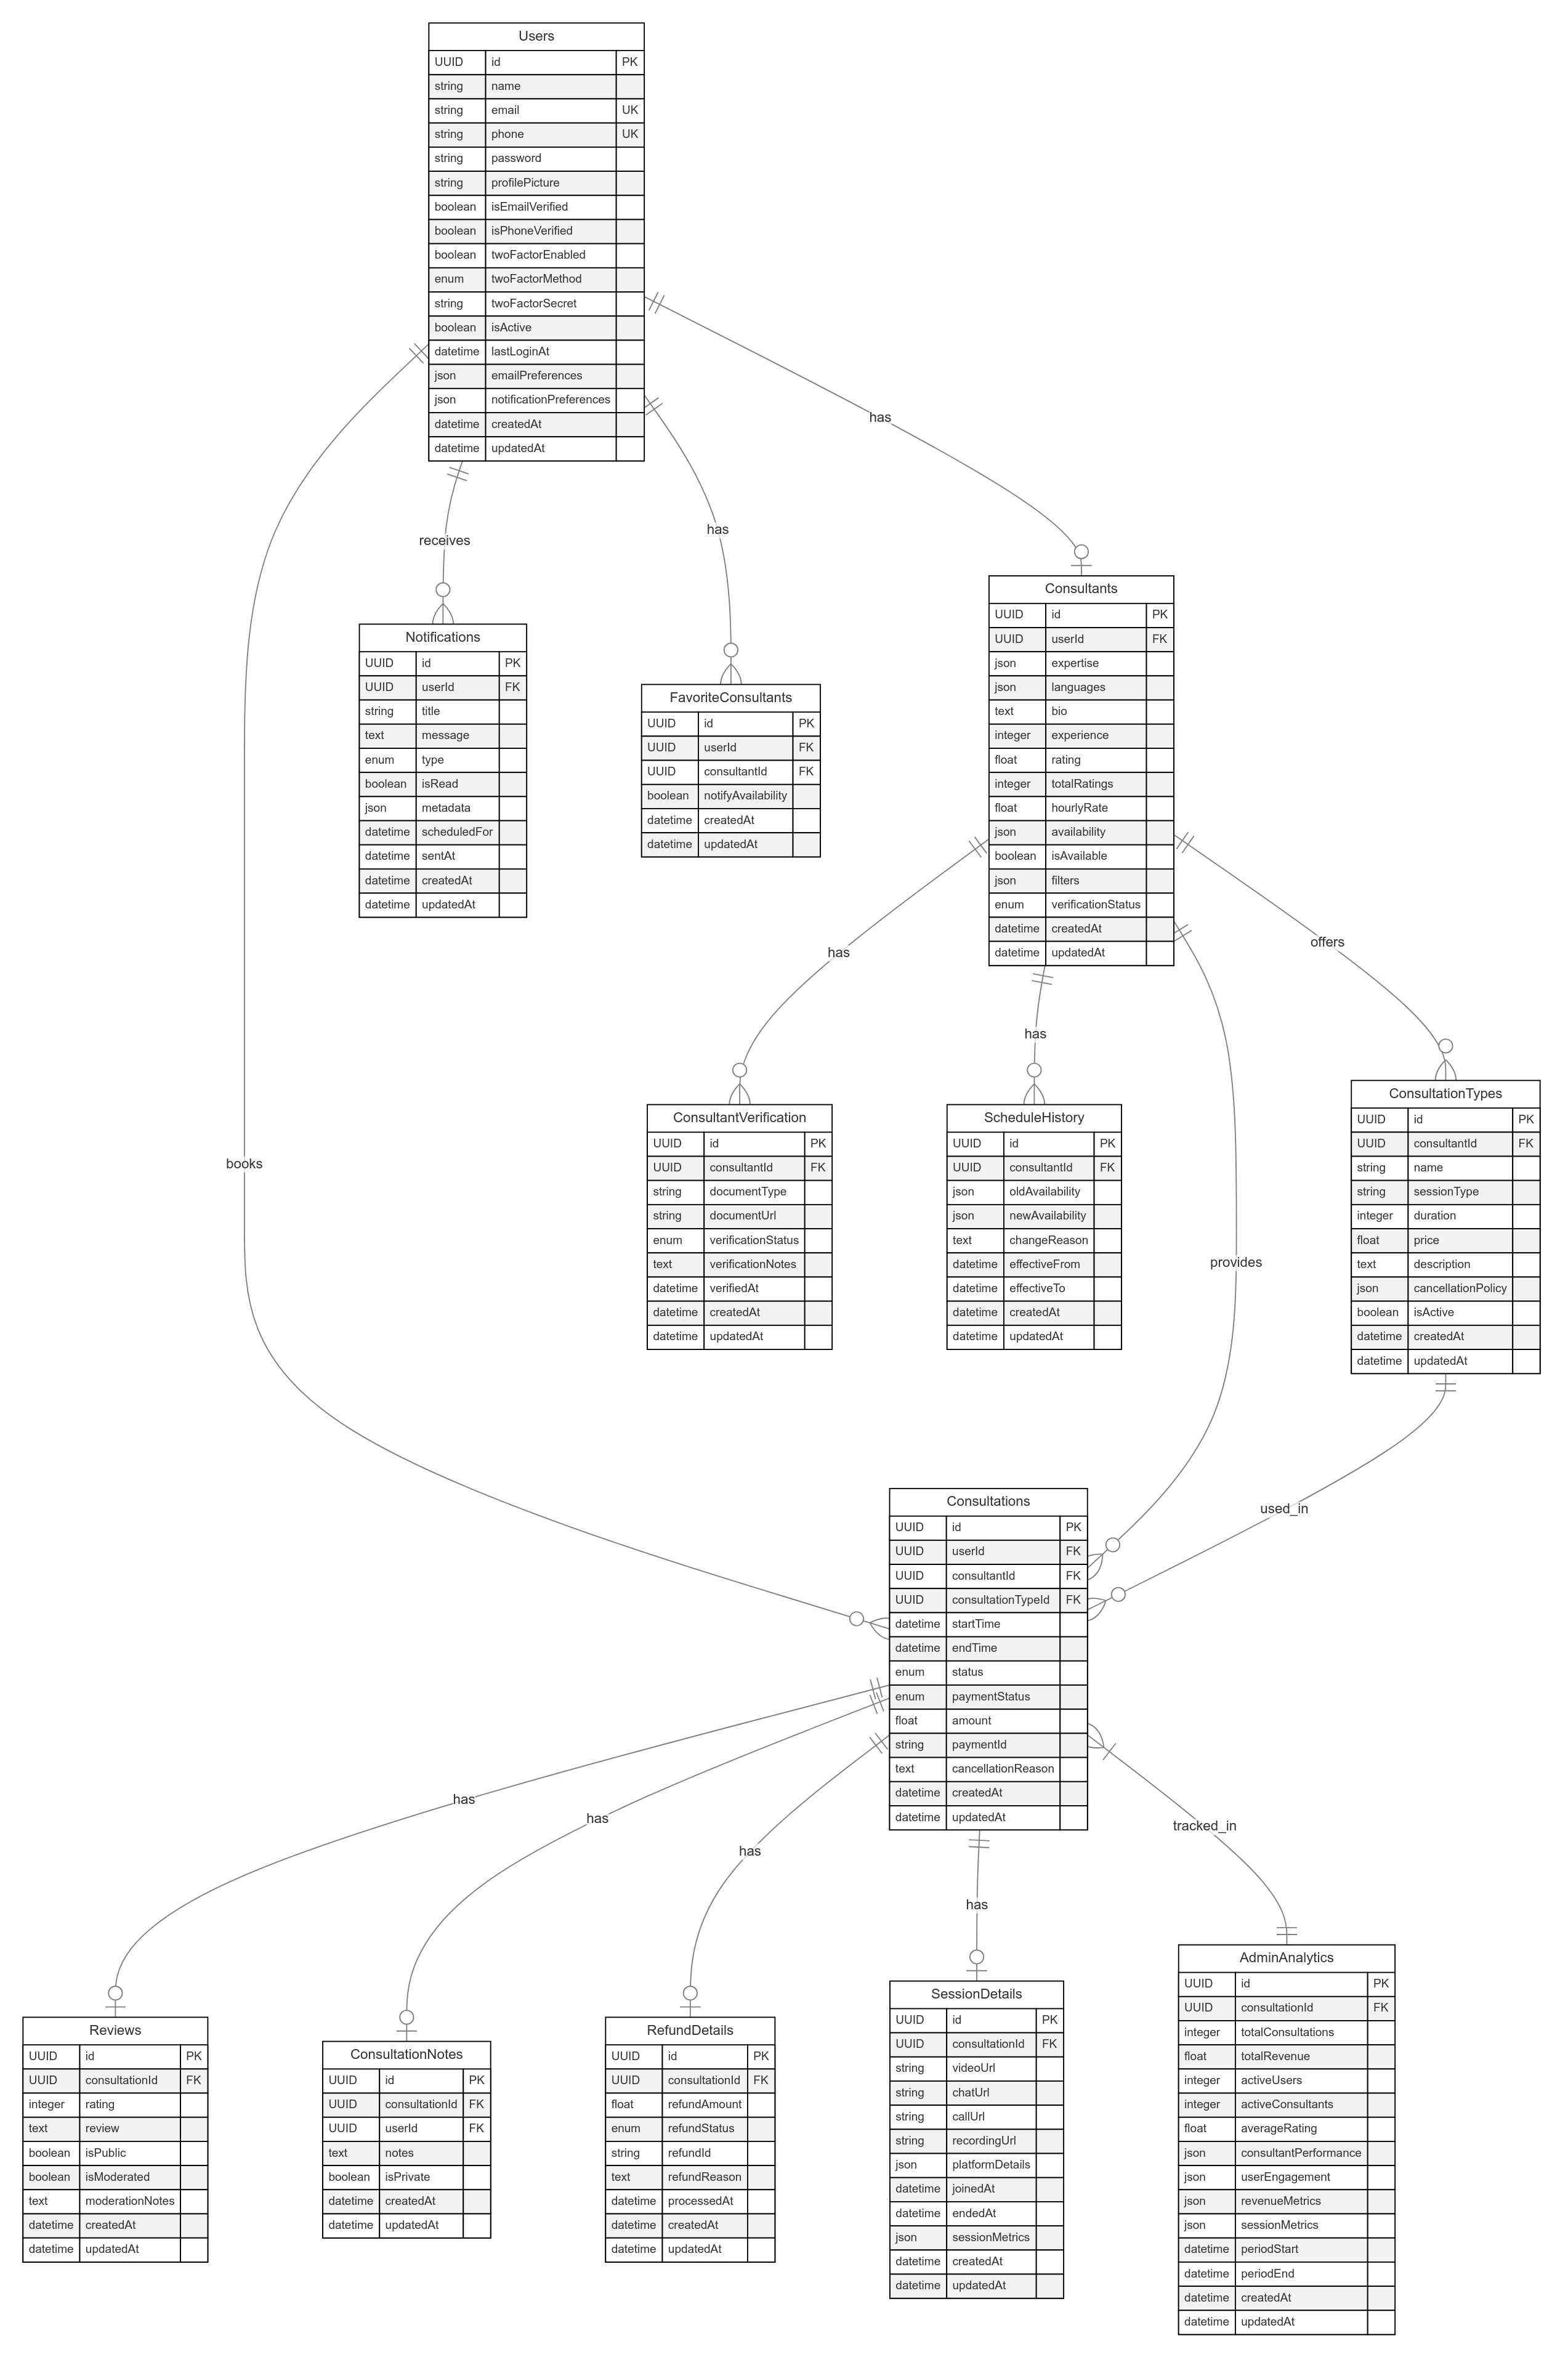 Users
UUID id PK
string name
string email UK
string phone UK
string password
string profilePicture
boolean isEmailVerified
boolean isPhoneVerified
boolean twoFactorEnabled
enum twoFactorMethod
string twoFactorSecret
boolean isActive
datetime lastLoginAt
json emailPreferences
json notificationPreferences
datetime createdAt
datetime updatedAt
has
receives
has
Consultants
UUID id PK
UUID userId FK
json expertise
json languages
text bio
integer experience
float rating
integer totalRatings
float hourlyRate
json availability
boolean isAvailable
json filters
enum verificationStatus
datetime createdAt
datetime updatedAt
Notifications
UUID id PK
UUID userId FK
string title
text message
enum type
boolean isRead
json metadata
datetime scheduledFor
datetime sentAt
datetime createdAt
datetime updatedAt
FavoriteConsultants
UUID id PK
UUID userId FK
UUID consultantId FK
boolean notifyAvailability
datetime createdAt
datetime updatedAt
has
has
offers
books
provides
ConsultantVerification
UUID id PK
UUID consultantId FK
string documentType
string documentUrl
enum verificationStatus
text verificationNotes
datetime verifiedAt
datetime createdAt
datetime updatedAt
ScheduleHistory
UUID id PK
UUID consultantId FK
json oldAvailability
json newAvailability
text changeReason
datetime effectiveFrom
datetime effectiveTo
datetime createdAt
datetime updatedAt
ConsultationTypes
UUID id PK
UUID consultantId FK
string name
string sessionType
integer duration
float price
text description
json cancellationPolicy
boolean isActive
datetime createdAt
datetime updatedAt
used_in
Consultations
UUID id PK
UUID userId FK
UUID consultantId FK
UUID consultationTypeId FK
datetime startTime
datetime endTime
enum status
enum paymentStatus
float amount
string paymentId
text cancellationReason
datetime createdAt
datetime updatedAt
has
has
has
has
tracked_in
Reviews
UUID id PK
UUID consultationId FK
integer rating
text review
boolean isPublic
boolean isModerated
text moderationNotes
datetime createdAt
datetime updatedAt
ConsultationNotes
UUID id PK
UUID consultationId FK
UUID userId FK
text notes
boolean isPrivate
datetime createdAt
datetime updatedAt
RefundDetails
UUID id PK
UUID consultationId FK
float refundAmount
enum refundStatus
string refundId
text refundReason
datetime processedAt
datetime createdAt
datetime updatedAt
SessionDetails
UUID id PK
UUID consultationId FK
string videoUrl
string chatUrl
string callUrl
string recordingUrl
json platformDetails
datetime joinedAt
datetime endedAt
json sessionMetrics
datetime createdAt
datetime updatedAt
AdminAnalytics
UUID id PK
UUID consultationId FK
integer totalConsultations
float totalRevenue
integer activeUsers
integer activeConsultants
float averageRating
json consultantPerformance
json userEngagement
json revenueMetrics
json sessionMetrics
datetime periodStart
datetime periodEnd
datetime createdAt
datetime updatedAt